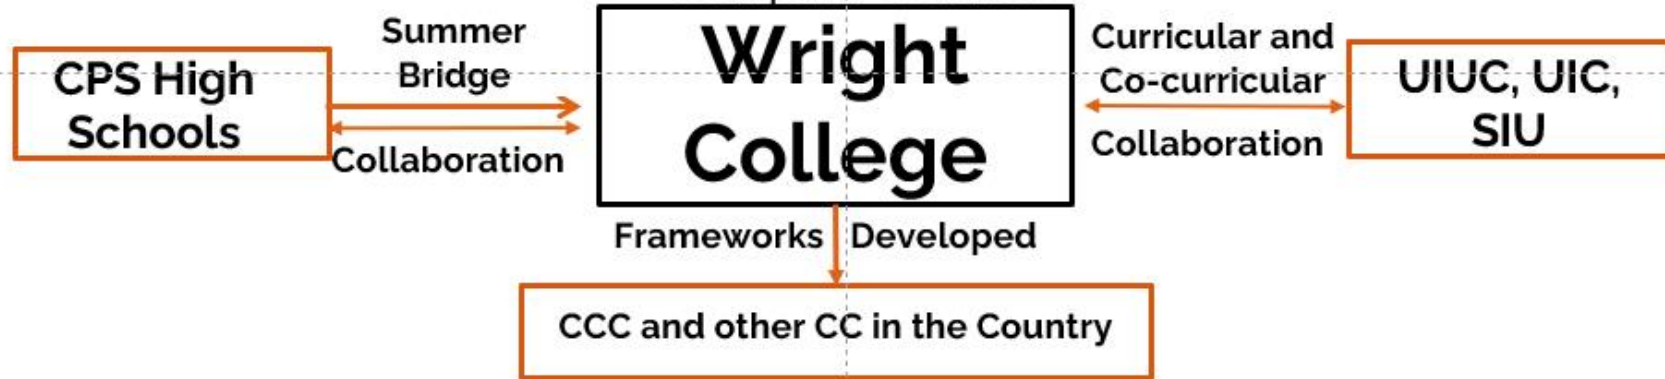 CPS High
Schools
Summer
Bridge
Collaboration
Wright
College
Curricular and
Co-curricular
Collaboration
UIUC, UIC,
SIU
Frameworks Developed
CCC and other CC in the Country